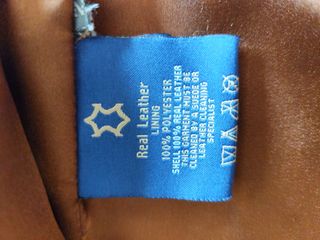 Real Leather
LINING
100% POLYESTER
SHELL 100% REAL LEATHER
THIS GARMENT MUST BE
CLEANED BY A SUEDE OR
LEATHER CLEANING
SPECIALIST